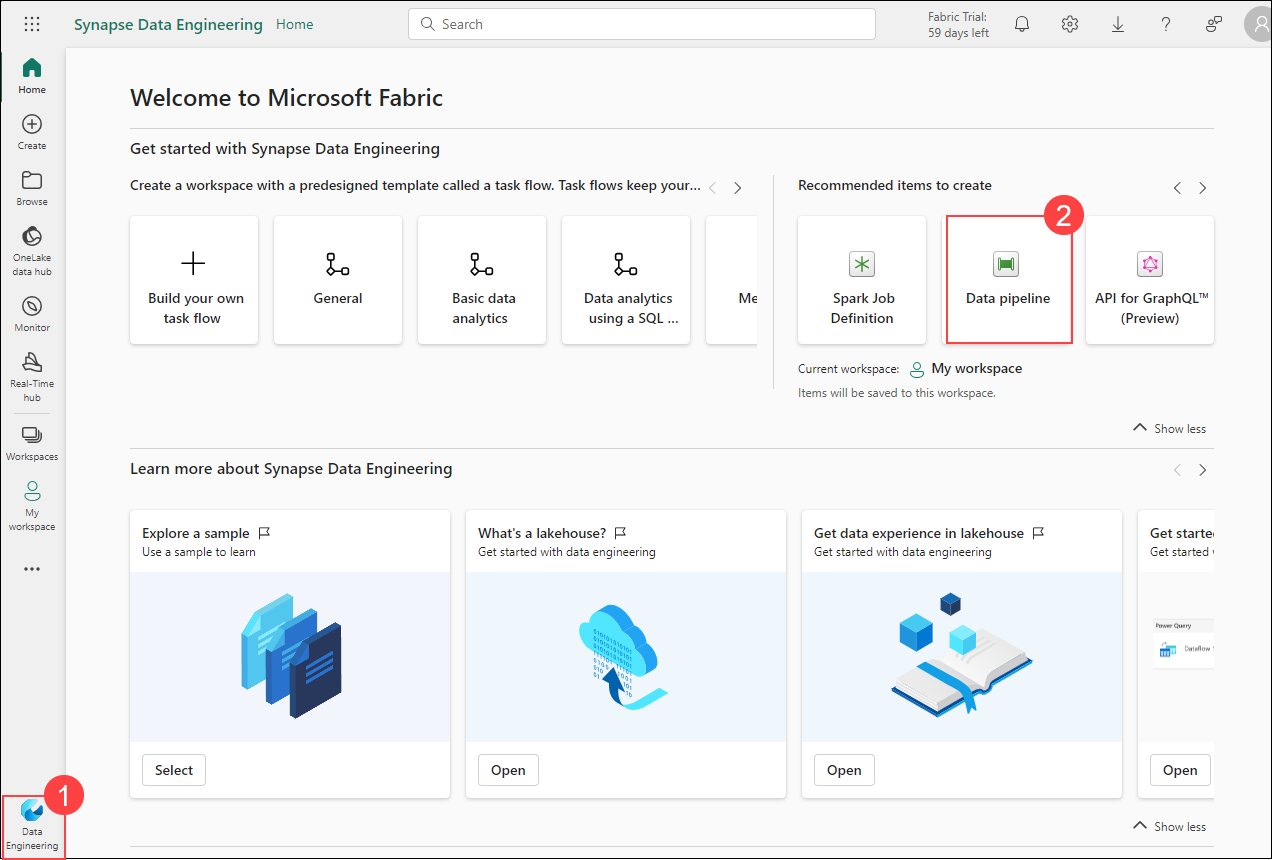 Synapse Data Engineering
Home
Search
Fabric Trial:
59 days left
Home
Create
Browse
OneLake
data hub
Monitor
Real-Time
hub
Workspaces
My
workspace
1
Data
Engineering
Welcome to Microsoft Fabric
Get started with Synapse Data Engineering
Create a workspace with a predesigned template called a task flow. Task flows keep your...
Build your own
task flow
General
Basic data
analytics
Data analytics
using a SQL ...
Me
Recommended items to create
2
Spark Job
Definition
Data pipeline
API for GraphQL™
(Preview)
Current workspace: My workspace
Items will be saved to this workspace.
Show less
Learn more about Synapse Data Engineering
Explore a sample
Use a sample to learn
Select
What's a lakehouse?
Get started with data engineering
Open
Get data experience in lakehouse
Get started with data engineering
Open
Get starte
Get started
Power Query
Dataflow
Open
Show less